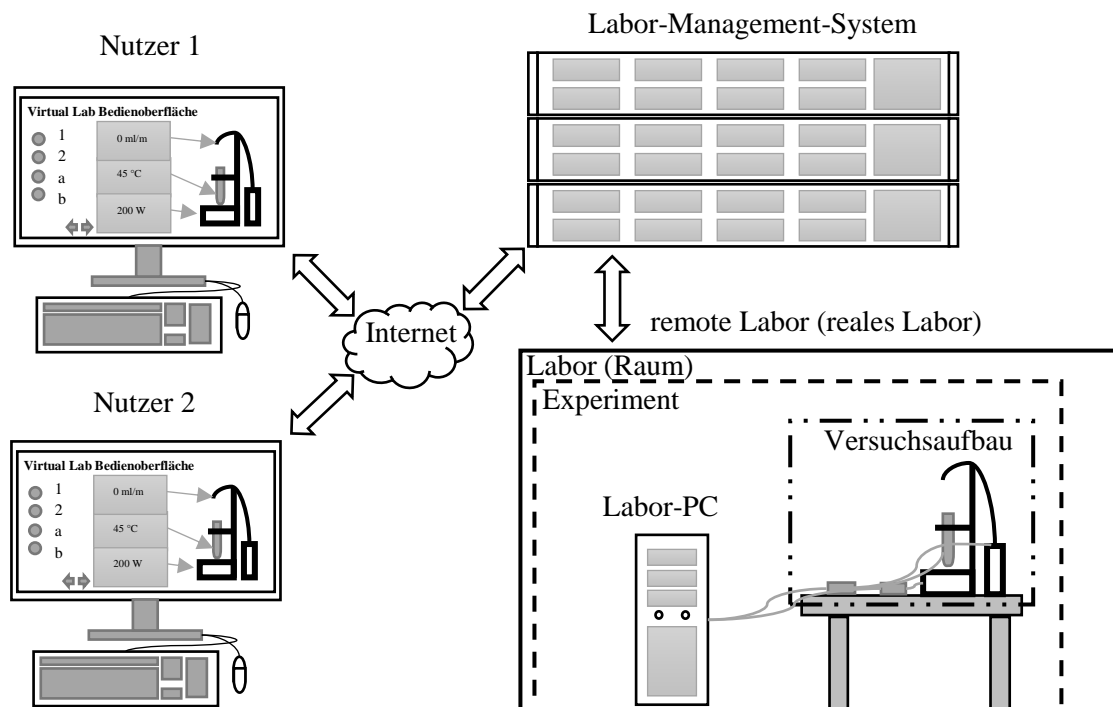 Nutzer 1
Virtual Lab Bedienoberfläche
1
2
a
b
0 ml/m
45 °C
200 W
Labor-Management-System
Internet
Nutzer 2
Virtual Lab Bedienoberfläche
1
2
a
b
0 ml/m
45 °C
200 W
remote Labor (reales Labor)
Labor (Raum)
Experiment
Versuchsaufbau
Labor-PC